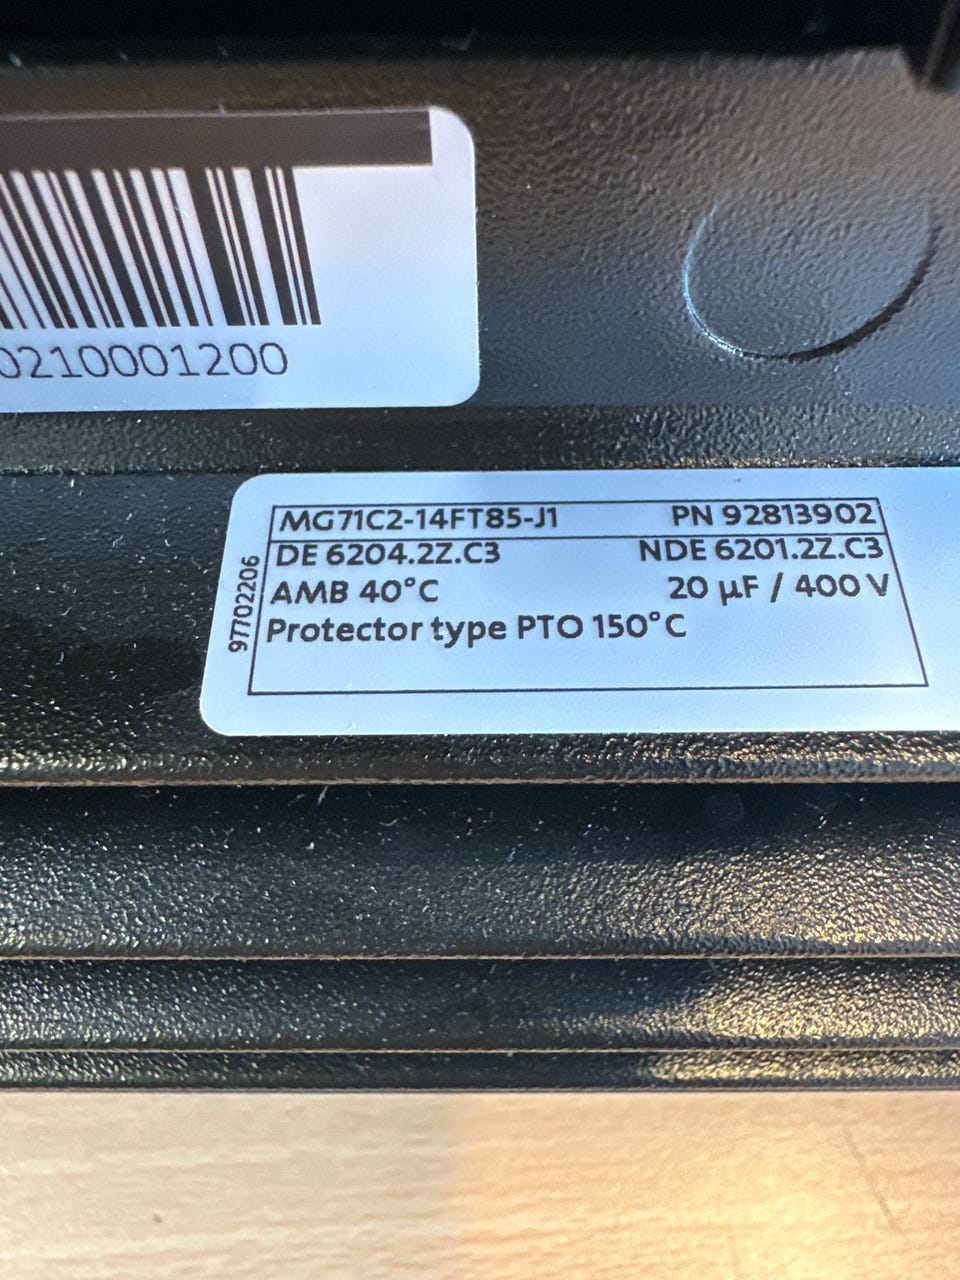 0210001200
MG71C2-14FT85-J1 PN 92813902
DE 6204.2Z.C3 NDE 6201.2Z.C3
AMB 40°C 20 µF / 400 V
Protector type PTO 150°C
97702206